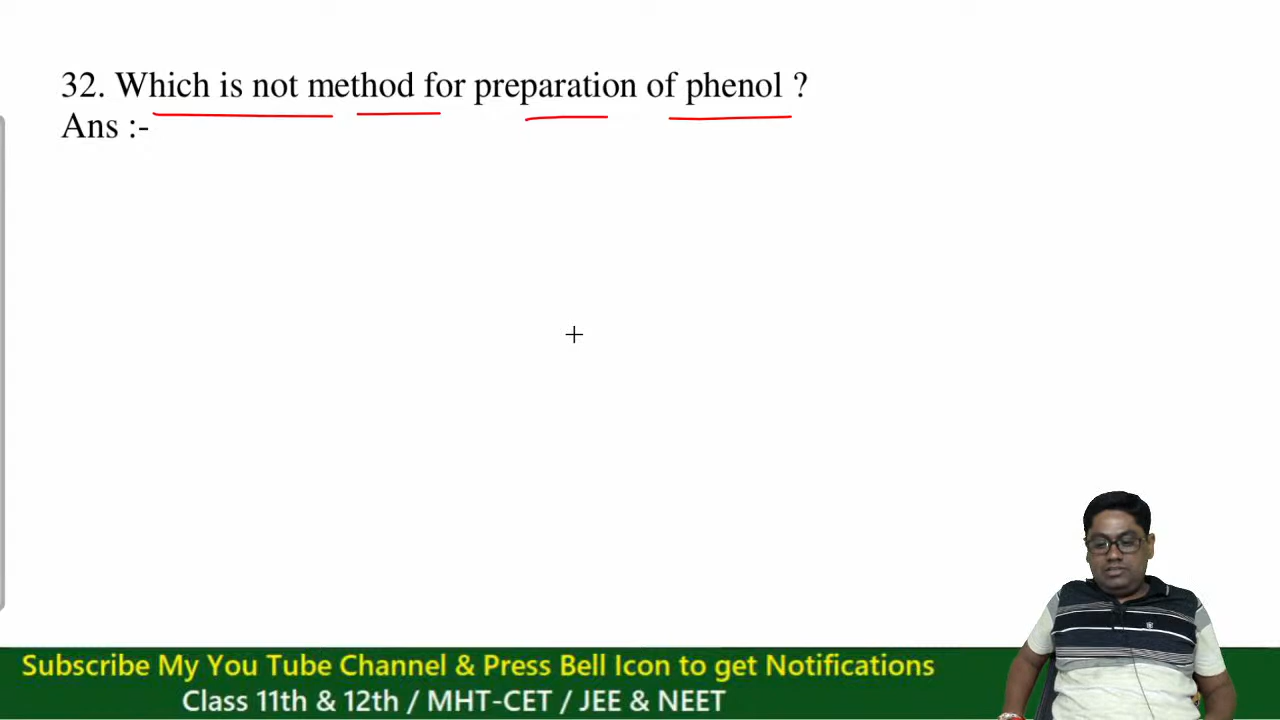 32. Which is not method for preparation of phenol ?
Ans :-
Subscribe My You Tube Channel & Press Bell Icon to get Notifications
Class 11th & 12th / MHT-CET / JEE & NEET